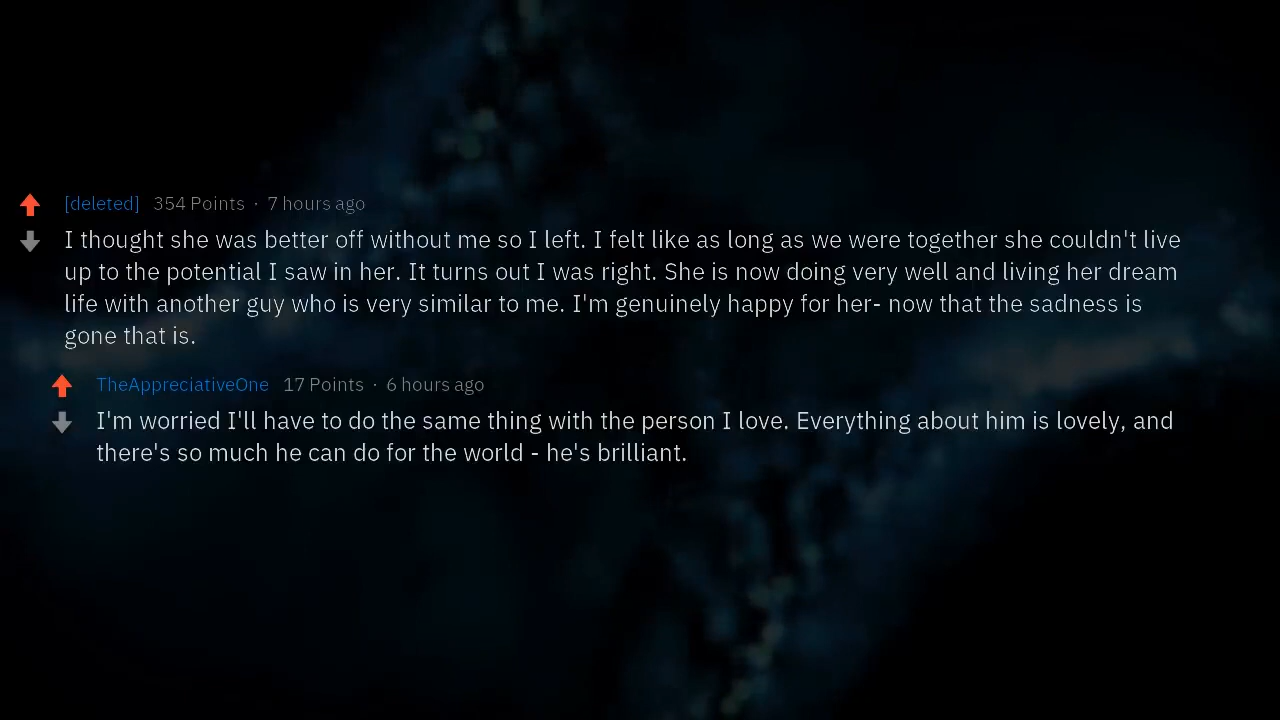 [deleted] 354 Points · 7 hours ago
I thought she was better off without me so I left. I felt like as long as we were together she couldn't live
up to the potential I saw in her. It turns out I was right. She is now doing very well and living her dream
life with another guy who is very similar to me. I'm genuinely happy for her- now that the sadness is
gone that is.
TheAppreciativeOne 17 Points · 6 hours ago
I'm worried I'll have to do the same thing with the person I love. Everything about him is lovely, and
there's so much he can do for the world - he's brilliant.